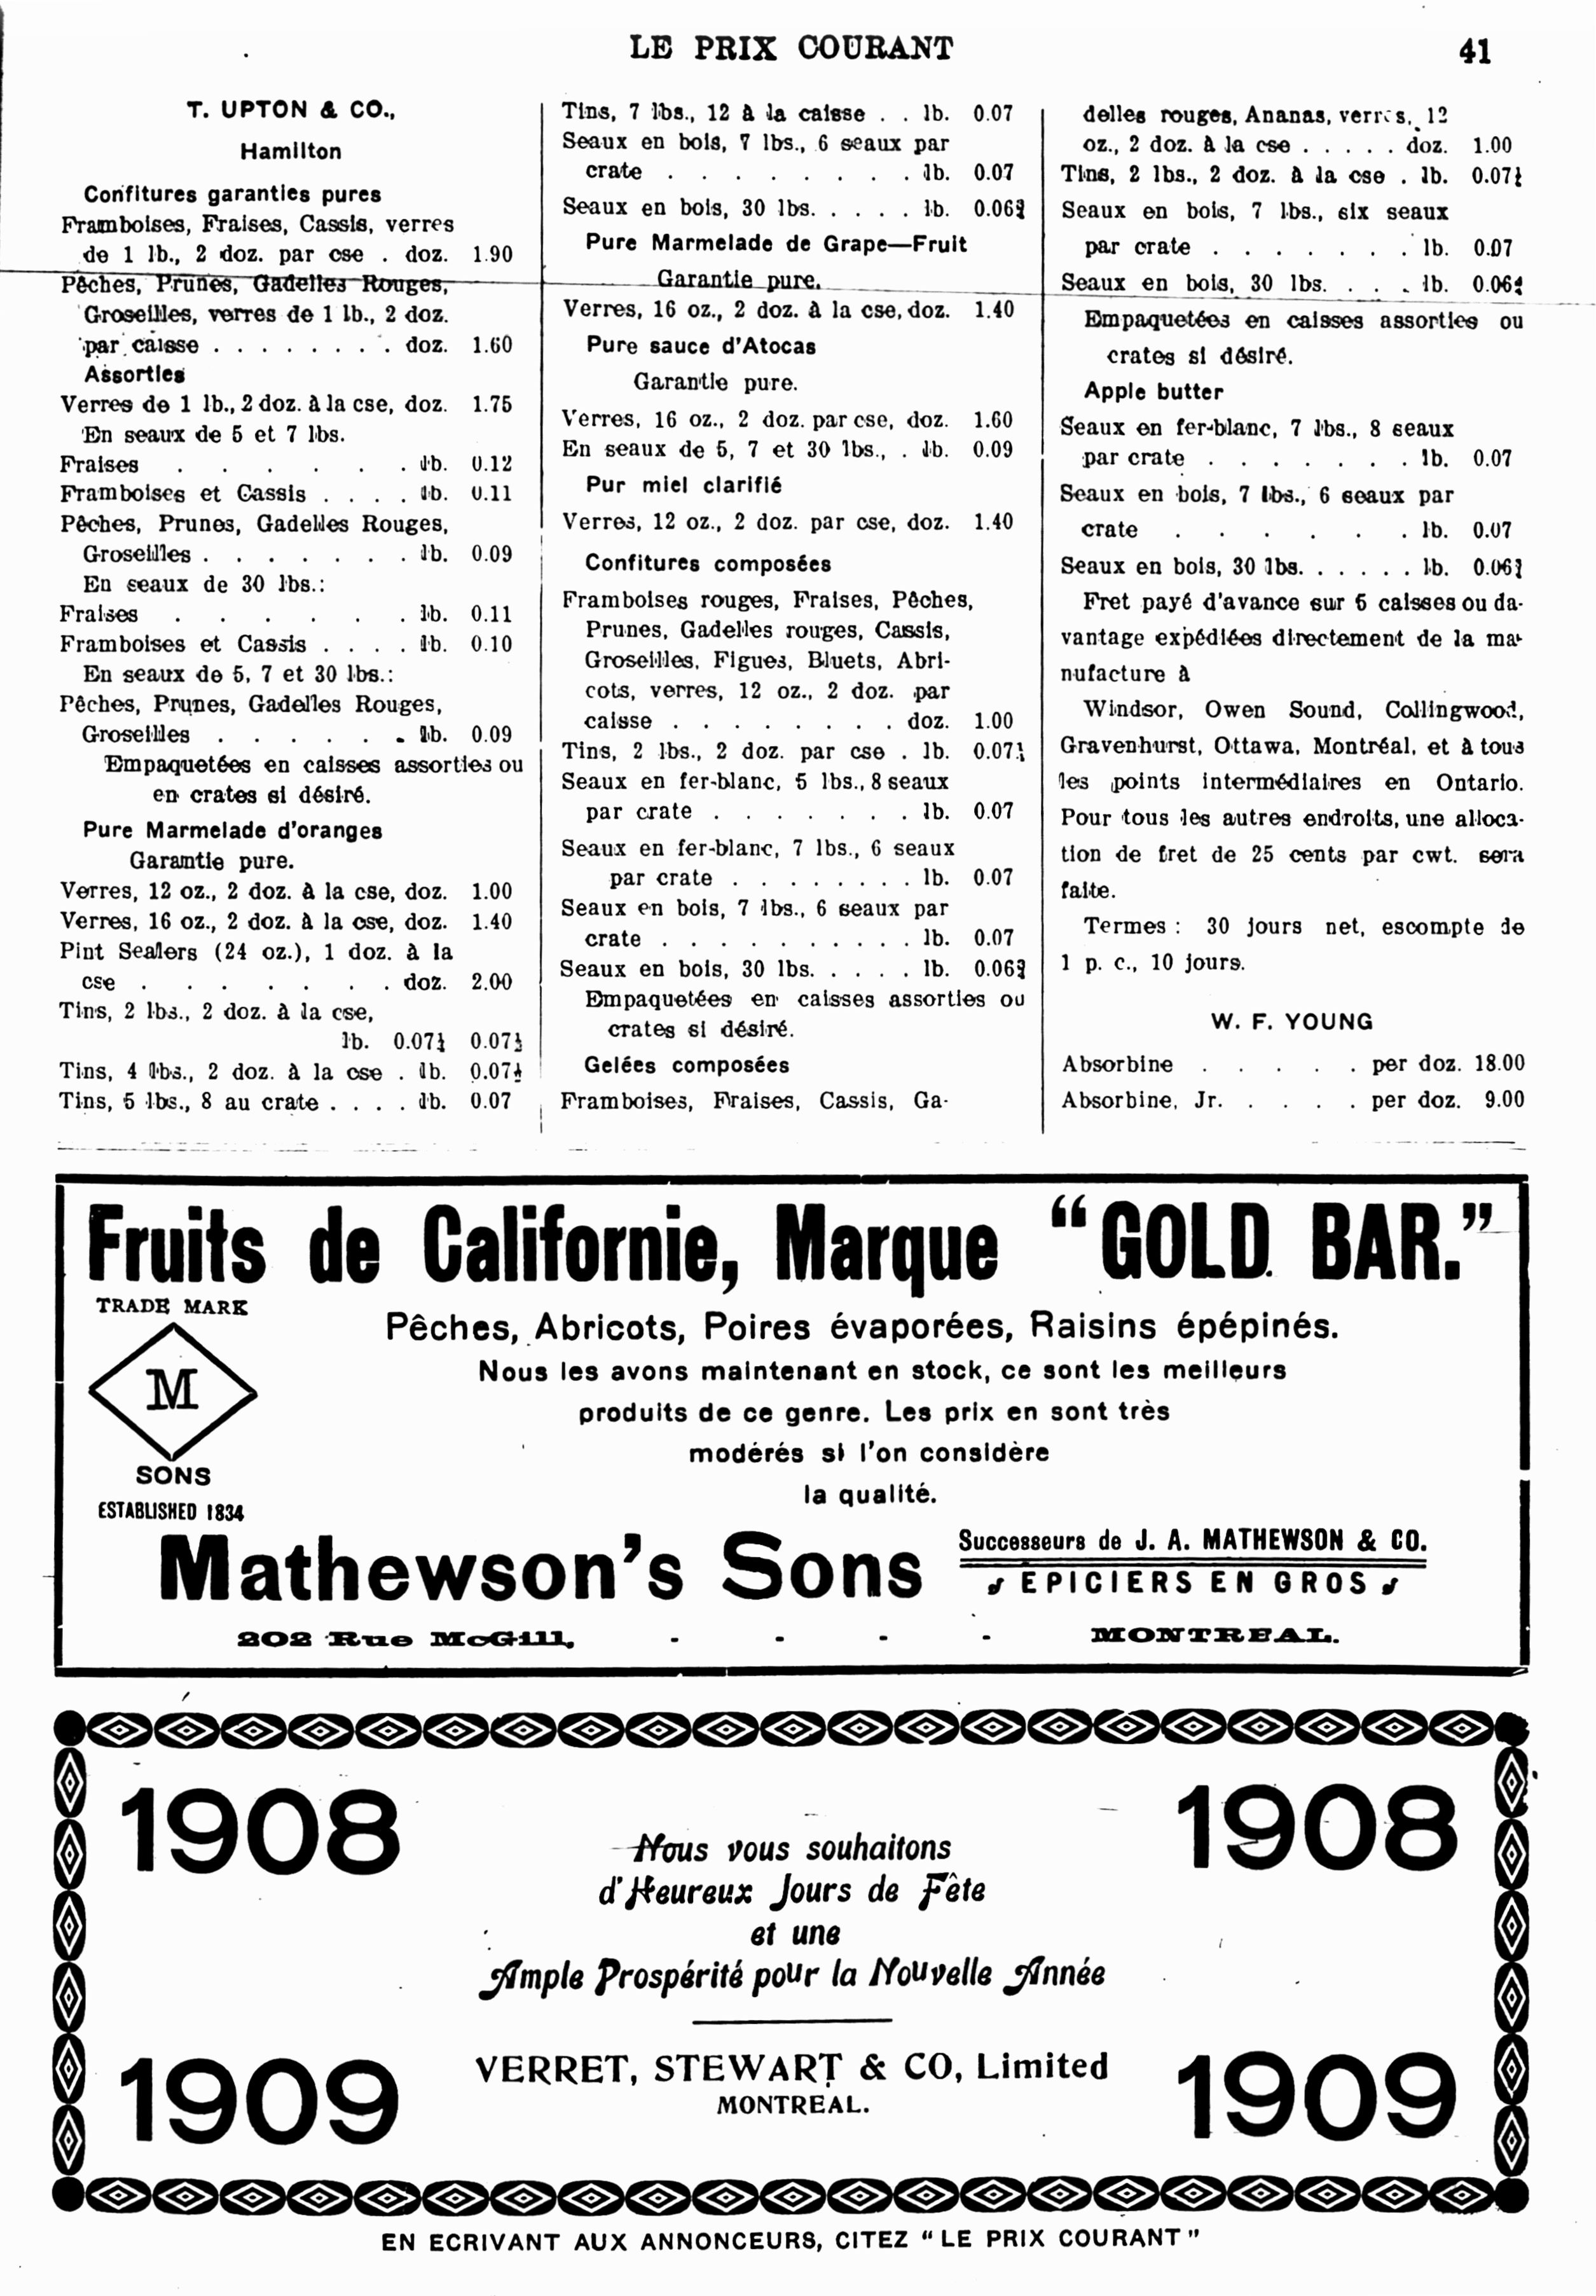 LE PRIX COURANT
41
T. UPTON & CO.,
Hamilton
Confitures garanties pures
Framboises, Fraises, Cassis, verres
de 1 lb., 2 doz. par cse . doz. 1.90
Pêches, Prunes, Gadelles Rouges,
Groseilles, verres de 1 lb., 2 doz.
par caisse . . . . . . . . doz. 1.60
Assorties
Verres de 1 lb., 2 doz. à la cse, doz. 1.75
En seaux de 5 et 7 lbs.
Fraises . . . . . . . lb. 0.12
Framboises et Cassis . . . . lb. 0.11
Pêches, Prunes, Gadelles Rouges,
Groseilles . . . . . . . lb. 0.09
En seaux de 30 lbs.:
Fraises . . . . . . . lb. 0.11
Framboises et Cassis . . . . lb. 0.10
En seaux de 5, 7 et 30 lbs.:
Pêches, Prunes, Gadelles Rouges,
Groseilles . . . . . . lb. 0.09
Empaquetées en caisses assorties ou
en crates si désiré.
Pure Marmelade d'oranges
Garantie pure.
Verres, 12 oz., 2 doz. à la cse, doz. 1.00
Verres, 16 oz., 2 doz. à la cse, doz. 1.40
Pint Sealers (24 oz.), 1 doz. à la
cse . . . . . . . doz. 2.00
Tins, 2 lbs., 2 doz. à la cse,
lb.
Tins, 4 lbs., 2 doz. à la cse . lb.
Tins, 5 lbs., 8 au crate . . . . lb. 0.07
Tins, 7 lbs., 12 à la caisse . . lb. 0.07
Seaux en bois, 7 lbs., 6 seaux par
crate . . . . . . . . . lb. 0.07
Seaux en bois, 30 lbs. . . . . lb. 0.06¾
Pure Marmelade de Grape—Fruit
Garantie pure.
Verres, 16 oz., 2 doz. à la cse, doz. 1.40
Pure sauce d'Atocas
Garantie pure.
Verres, 16 oz., 2 doz. par cse, doz. 1.60
En seaux de 5, 7 et 30 lbs., . lb. 0.09
Pur miel clarifié
Verres, 12 oz., 2 doz. par cse, doz. 1.40
Confitures composées
Framboises rouges, Fraises, Pêches,
Prunes, Gadelles rouges, Cassis,
Groseilles, Figues, Bluets, Abri-
cots, verres, 12 oz., 2 doz. par
caisse . . . . . . . . doz. 1.00
Tins, 2 lbs., 2 doz. par cse . lb.
Seaux en fer-blanc, 5 lbs., 8 seaux
par crate . . . . . . . lb. 0.07
Seaux en fer-blanc, 7 lbs., 6 seaux
par crate . . . . . . . . lb. 0.07
Seaux en bois, 7 lbs., 6 seaux par
crate . . . . . . . . . . lb. 0.07
Seaux en bois, 30 lbs. . . . . lb. 0.06¾
Empaquetées en caisses assorties ou
crates si désiré.
Gelées composées
Framboises, Fraises, Cassis, Ga-
delles rouges, Ananas, verres, 12
oz., 2 doz. à la cse . . . . . doz. 1.00
Tins, 2 lbs., 2 doz. à la cse . lb.
Seaux en bois, 7 lbs., six seaux
par crate . . . . . . . lb. 0.07
Seaux en bois, 30 lbs. . . . lb. 0.06¾
Empaquetées en caisses assorties ou
crates si désiré.
Apple butter
Seaux en fer-blanc, 7 lbs., 8 seaux
par crate . . . . . . . lb. 0.07
Seaux en bois, 7 lbs., 6 seaux par
crate . . . . . . lb. 0.07
Seaux en bois, 30 lbs. . . . . . lb. 0.06¾
Fret payé d'avance sur 5 caisses ou da-
vantage expédiées directement de la ma-
nufacture à
Windsor, Owen Sound, Collingwood,
Gravenhurst, Ottawa, Montréal, et à tous
les points intermédiaires en Ontario.
Pour tous les autres endroits, une alloca-
tion de fret de 25 cents par cwt. sera
faite.
Termes : 30 jours net, escompte de
1 p. c., 10 jours.
W. F. YOUNG
Absorbine . . . . . per doz. 18.00
Absorbine, Jr. . . . . per doz. 9.00
Fruits de Californie, Marque "GOLD BAR."
TRADE MARK
M
SONS
ESTABLISHED 1834
Pêches, Abricots, Poires évaporées, Raisins épépinés.
Nous les avons maintenant en stock, ce sont les meilleurs
produits de ce genre. Les prix en sont très
modérés si l'on considère
la qualité.
Mathewson's Sons
Successeurs de J. A. MATHEWSON & CO.
EPICIERS EN GROS
202 Rue McGill, - - - - MONTREAL.
1908 1908
Nous vous souhaitons
d'Heureux Jours de Fête
et une
Ample Prospérité pour la Nouvelle Année
VERRET, STEWART & CO, Limited
MONTREAL.
1909 1909
EN ECRIVANT AUX ANNONCEURS, CITEZ "LE PRIX COURANT"